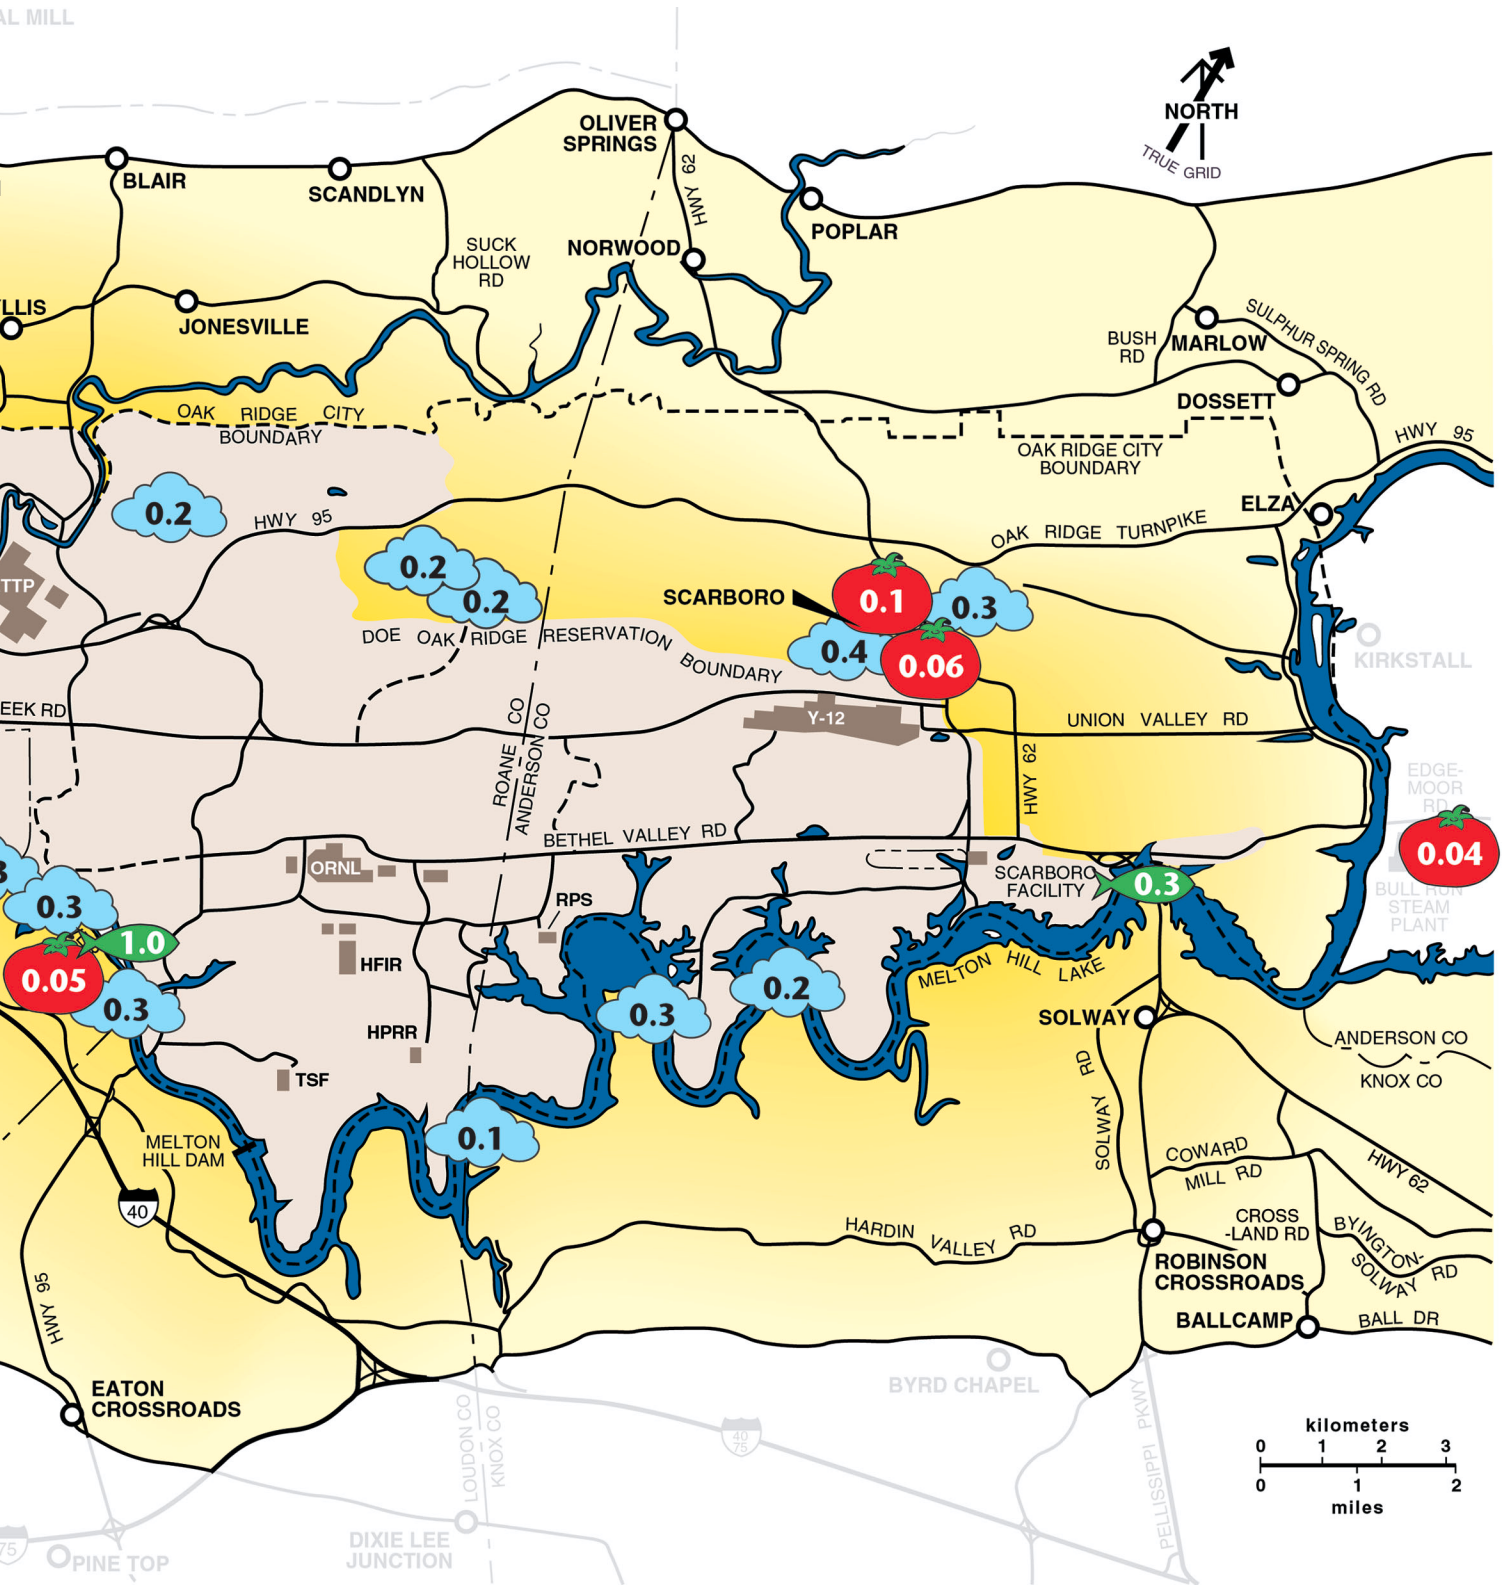 AL MILL
OLIVER
SPRINGS
NORTH
TRUE GRID
BLAIR
SCANDLYN
HWY 62
POPLAR
SUCK
HOLLOW
RD
NORWOOD
LLIS
JONESVILLE
SULPHUR SPRING RD
BUSH
RD
MARLOW
DOSSETT
OAK RIDGE CITY
BOUNDARY
OAK RIDGE CITY
BOUNDARY
HWY 95
ELZA
0.2
HWY 95
OAK RIDGE TURNPIKE
0.2
0.2
TTP
SCARBORO
0.1
0.3
0.4
0.06
DOE OAK RIDGE RESERVATION
BOUNDARY
KIRKSTALL
EEK RD
Y-12
UNION VALLEY RD
ROANE CO
ANDERSON CO
HWY 62
EDGE-
MOOR
RD
BETHEL VALLEY RD
0.04
BULL RUN
STEAM
PLANT
ORNL
SCARBORO
FACILITY
0.3
3
0.3
RPS
1.0
0.05
HFIR
MELTON HILL LAKE
0.2
0.3
0.3
SOLWAY
HPRR
ANDERSON CO
KNOX CO
TSF
SOLWAY RD
0.1
MELTON
HILL DAM
COWARD
MILL RD
HWY 62
40
HARDIN VALLEY RD
CROSS
-LAND RD
BYINGTON-
SOLWAY RD
ROBINSON
CROSSROADS
HWY 95
BALLCAMP
BALL DR
BYRD CHAPEL
EATON
CROSSROADS
LOUDON CO
KNOX CO
40
75
PELLISSIPPI PKWY
kilometers
0 1 2 3
0 1 2
miles
75
PINE TOP
DIXIE LEE
JUNCTION